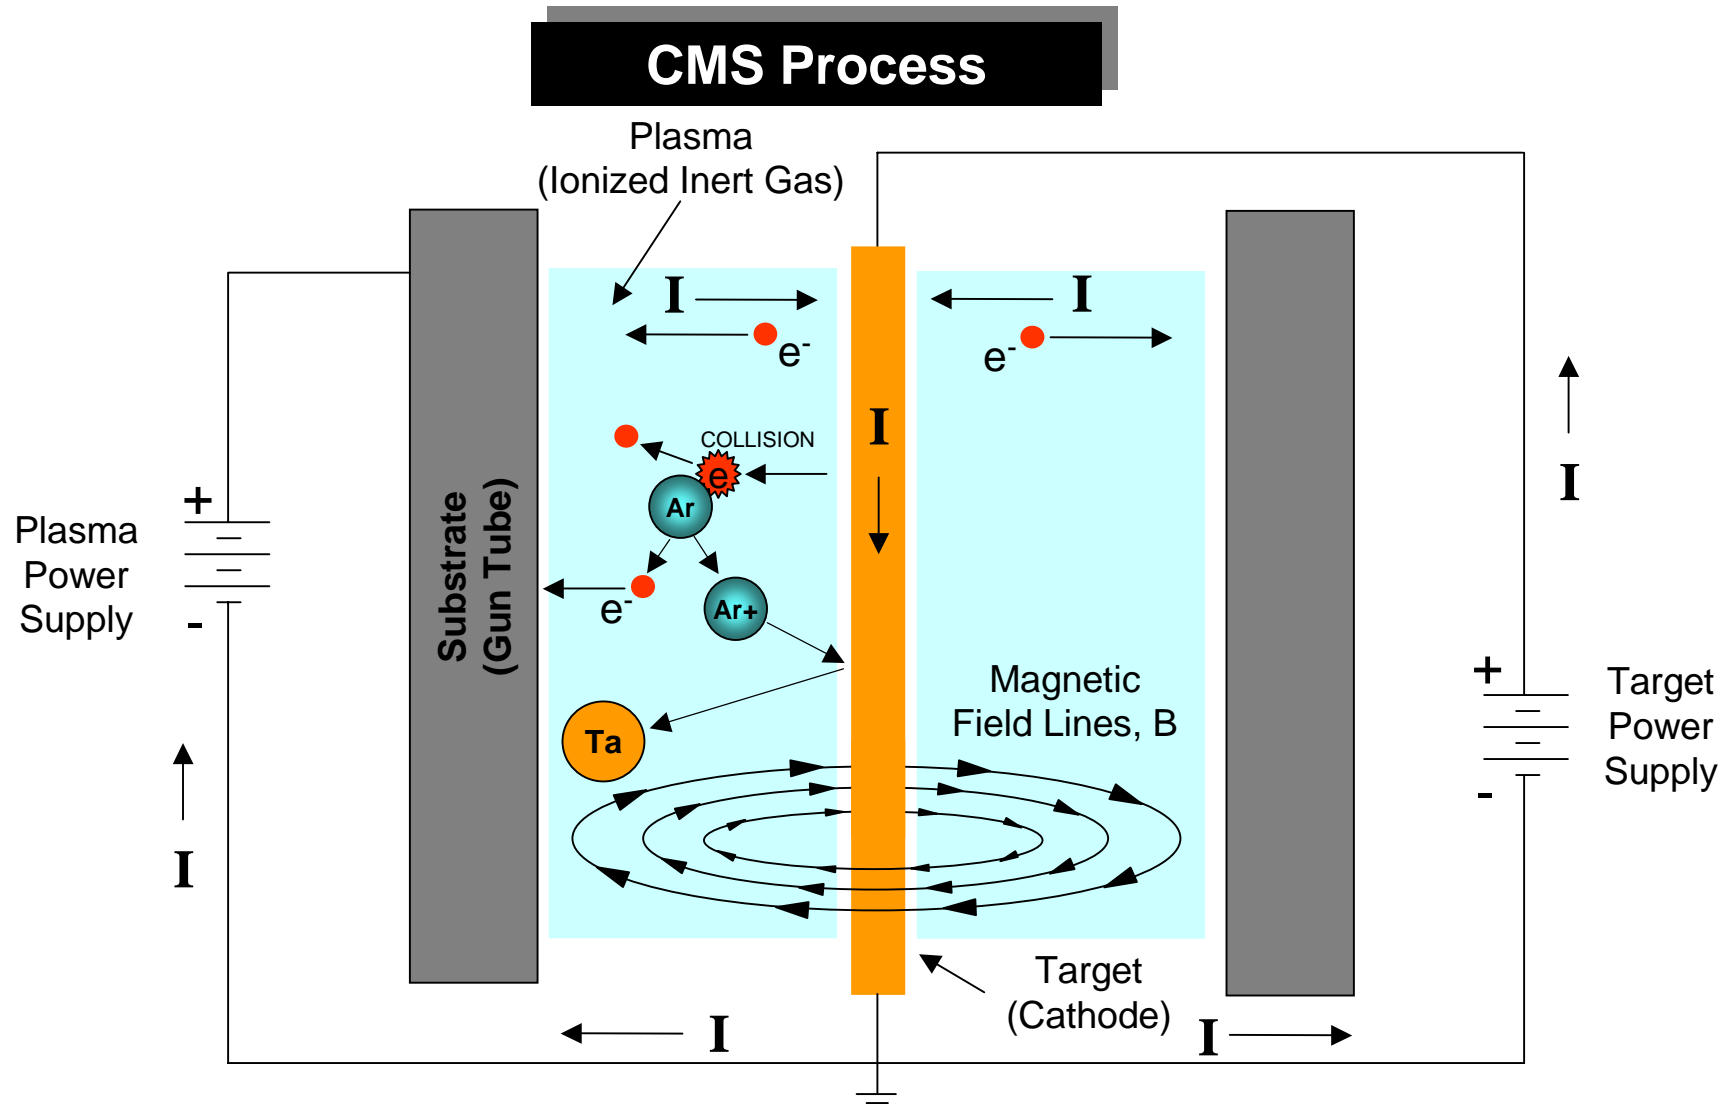 CMS Process
Plasma
(Ionized Inert Gas)
I
I
e-
e-
I
COLLISION
e
Ar
I
Substrate
(Gun Tube)
+
Plasma
Power
Supply
-
e-
Ar+
Magnetic
Field Lines, B
+
Target
Power
Supply
-
Ta
I
Target
(Cathode)
I
I